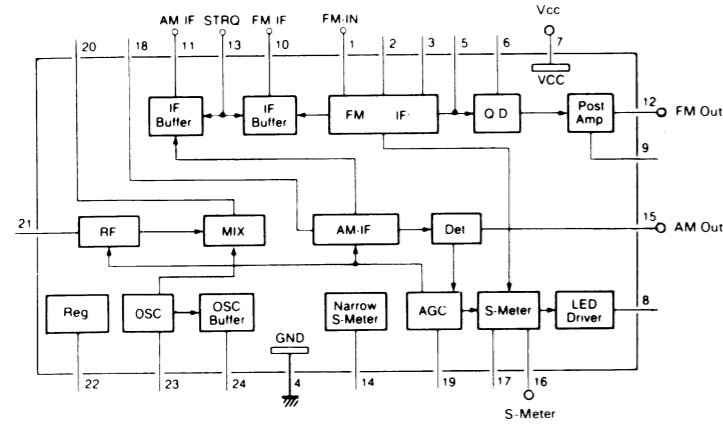 AM IF STRQ FM IF FM-IN Vcc
20 18 11 13 10 1 2 3 5 6 7
VCC
IF Buffer
IF Buffer
FM IF
Q D
Post Amp
12 FM Out
9
21
RF
MIX
AM-IF
Det
15 AM Out
Reg
OSC
OSC Buffer
Narrow S-Meter
AGC
S-Meter
LED Driver
8
GND
22 23 24 4 14 19 17 16
S-Meter